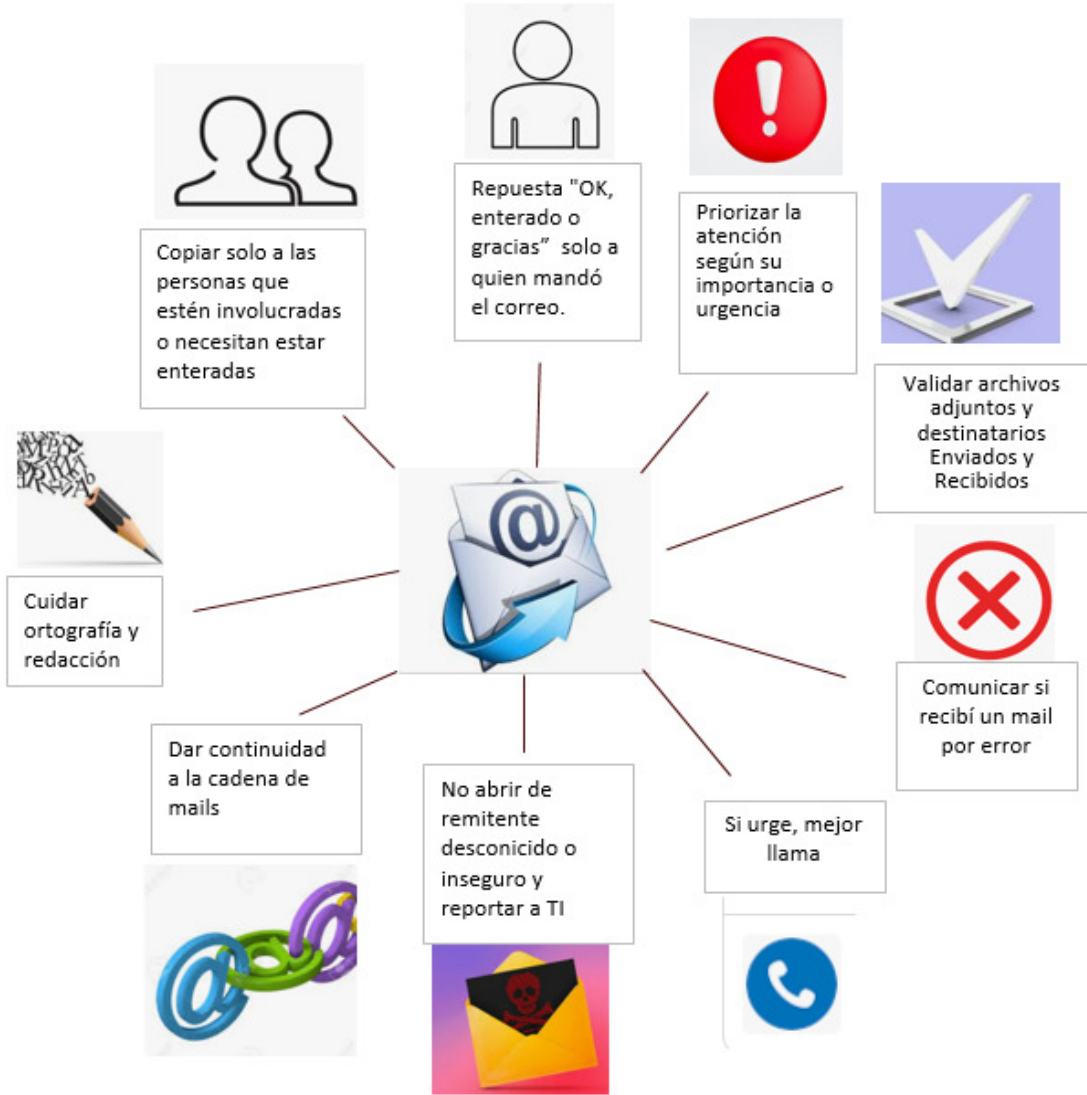 Repuesta "OK,
enterado o
gracias” solo a
quien mandó
el correo.
Priorizar la
atención
según su
importancia o
urgencia
Copiar solo a las
personas que
estén involucradas
o necesitan estar
enteradas
Validar archivos
adjuntos y
destinatarios
Enviados y
Recibidos
Cuidar
ortografía y
redacción
Comunicar si
recibí un mail
por error
Dar continuidad
a la cadena de
mails
No abrir de
remitente
desconicido o
inseguro y
reportar a TI
Si urge, mejor
llama